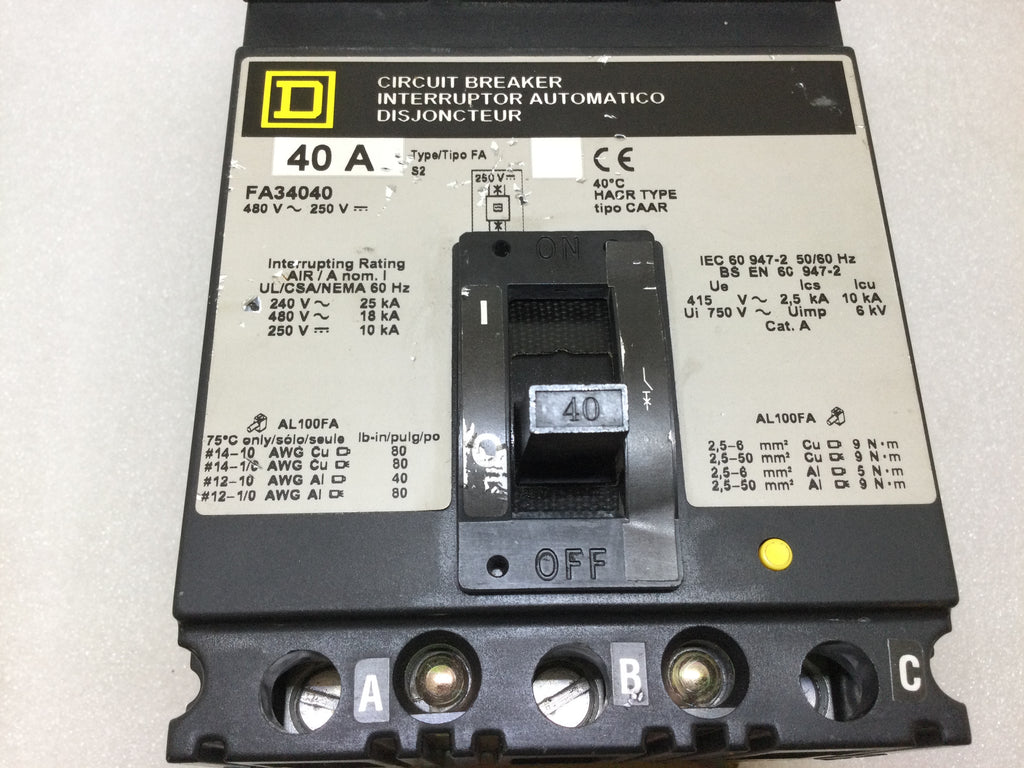 D
CIRCUIT BREAKER
INTERRUPTOR AUTOMATICO
DISJONCTEUR
40 A
Type/Tipo FA
S2
CE
FA34040
480 V ~ 250 V ⎓
250 V ⎓
40°C
HACR TYPE
tipo CAAR
Interrupting Rating
AIR / A nom. I
UL/CSA/NEMA 60 Hz
240 V ~ 25 kA
480 V ~ 18 kA
250 V ⎓ 10 kA
ON
I
40
OFF
IEC 60 947-2 50/60 Hz
BS EN 60 947-2
Ue Ics Icu
415 V ~ 2,5 kA 10 kA
Ui 750 V ~ Uimp 6 kV
Cat. A
AL100FA
75°C only/sólo/seule lb-in/pulg/po
#14-10 AWG Cu 80
#14-1/0 AWG Cu 80
#12-10 AWG Al 40
#12-1/0 AWG Al 80
AL100FA
2,5-6 mm² Cu 9 N·m
2,5-50 mm² Cu 9 N·m
2,5-6 mm² Al 5 N·m
2,5-50 mm² Al 9 N·m
A
B
C